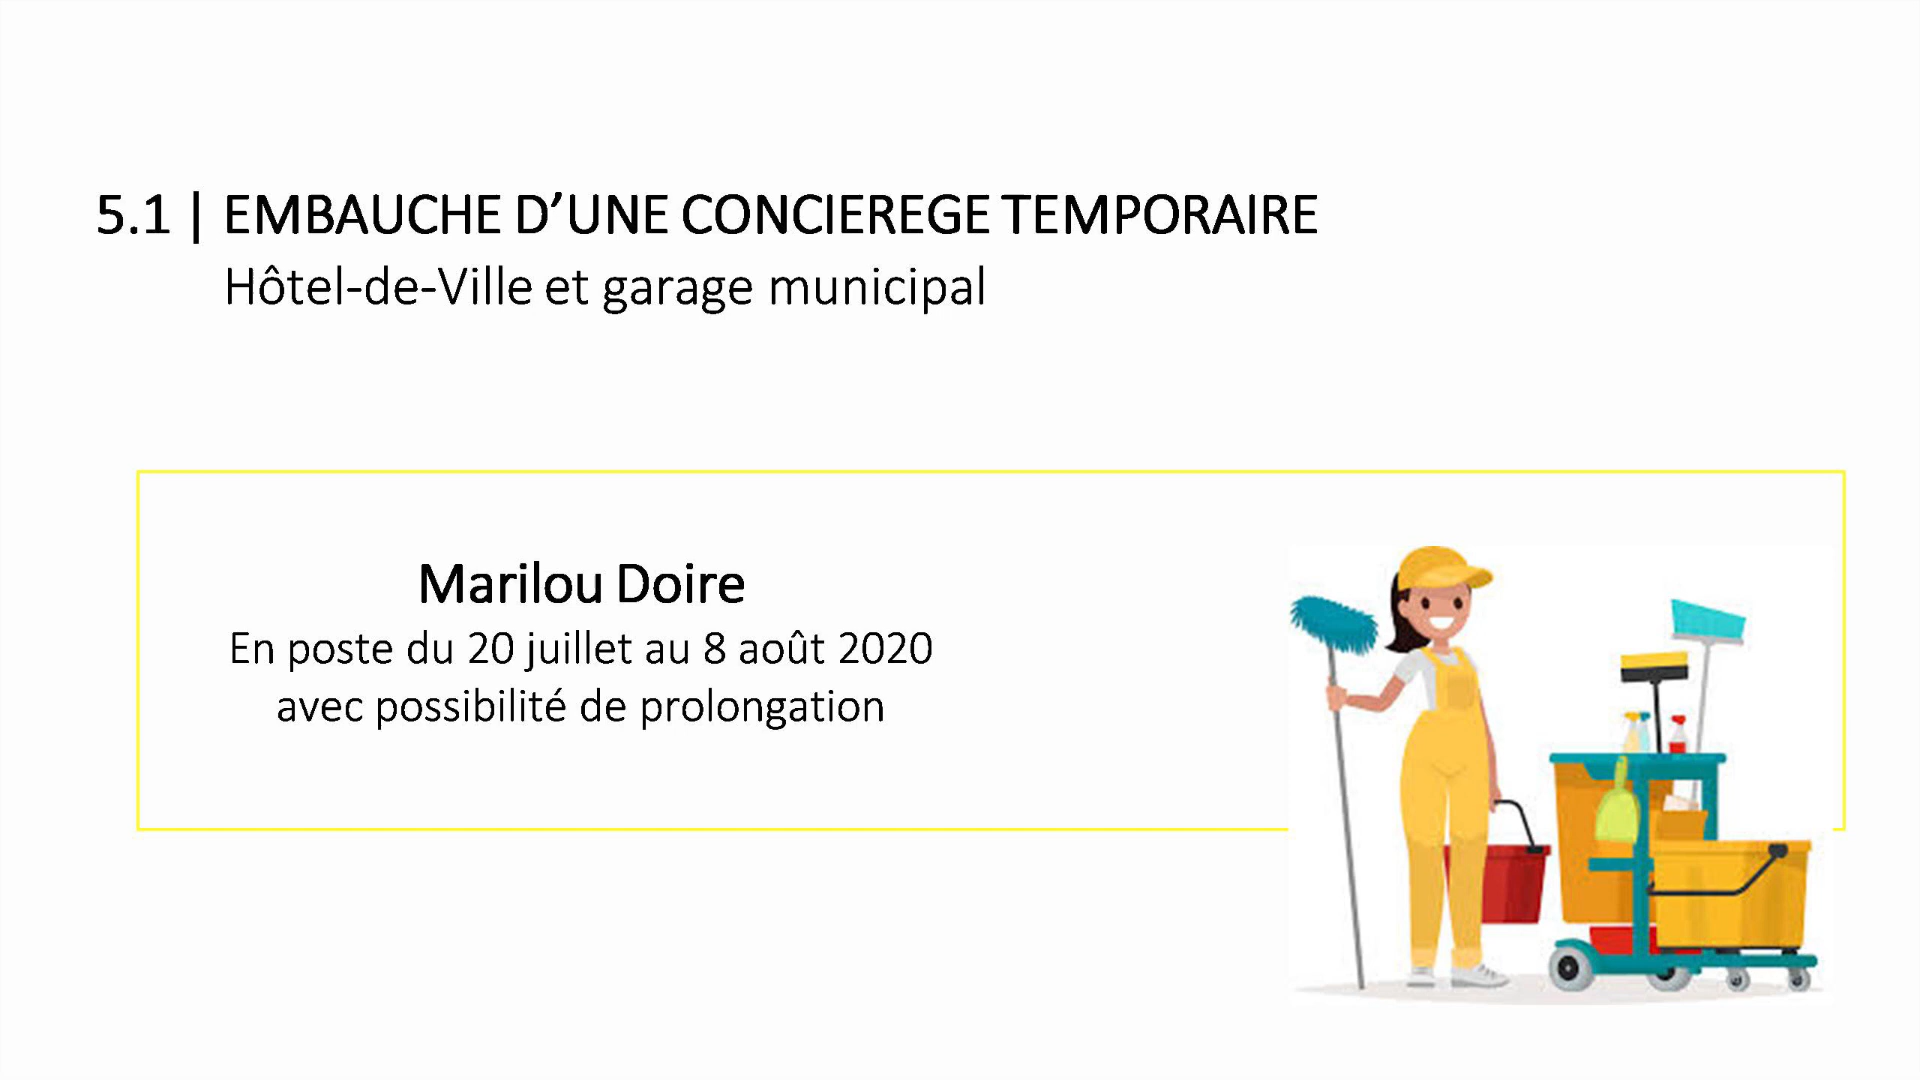 5.1 | EMBAUCHE D’UNE CONCIEREGE TEMPORAIRE
Hôtel-de-Ville et garage municipal
Marilou Doire
En poste du 20 juillet au 8 août 2020
avec possibilité de prolongation